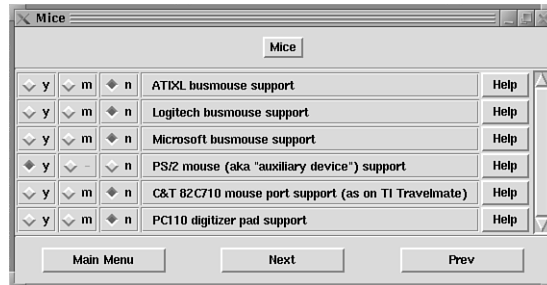 Mice
Mice
y m n ATIXL busmouse support Help
y m n Logitech busmouse support Help
y m n Microsoft busmouse support Help
y - n PS/2 mouse (aka "auxiliary device") support Help
y m n C&T 82C710 mouse port support (as on TI Travelmate) Help
y m n PC110 digitizer pad support Help
Main Menu Next Prev